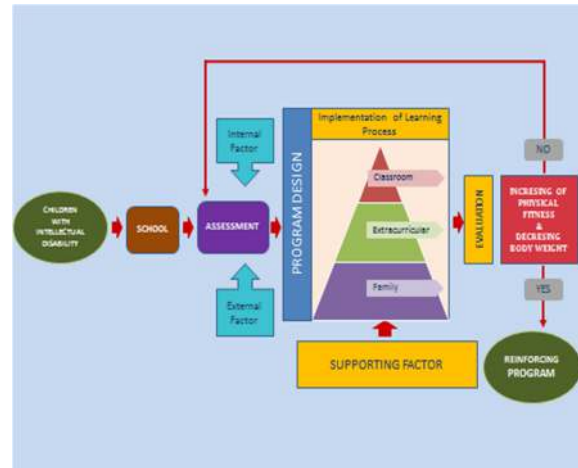 Implementation of Learning
Process
Internal
Factor
NO
CHILDREN
WITH
INTELLECTUAL
DISABILITY
SCHOOL
ASSESSMENT
PROGRAM DESIGN
Classroom
Extracurricular
Family
EVALUATION
INCRESING OF
PHYSICAL
FITNESS
&
DECRESING
BODY WEIGHT
External
Factor
YES
SUPPORTING FACTOR
REINFORCING
PROGRAM